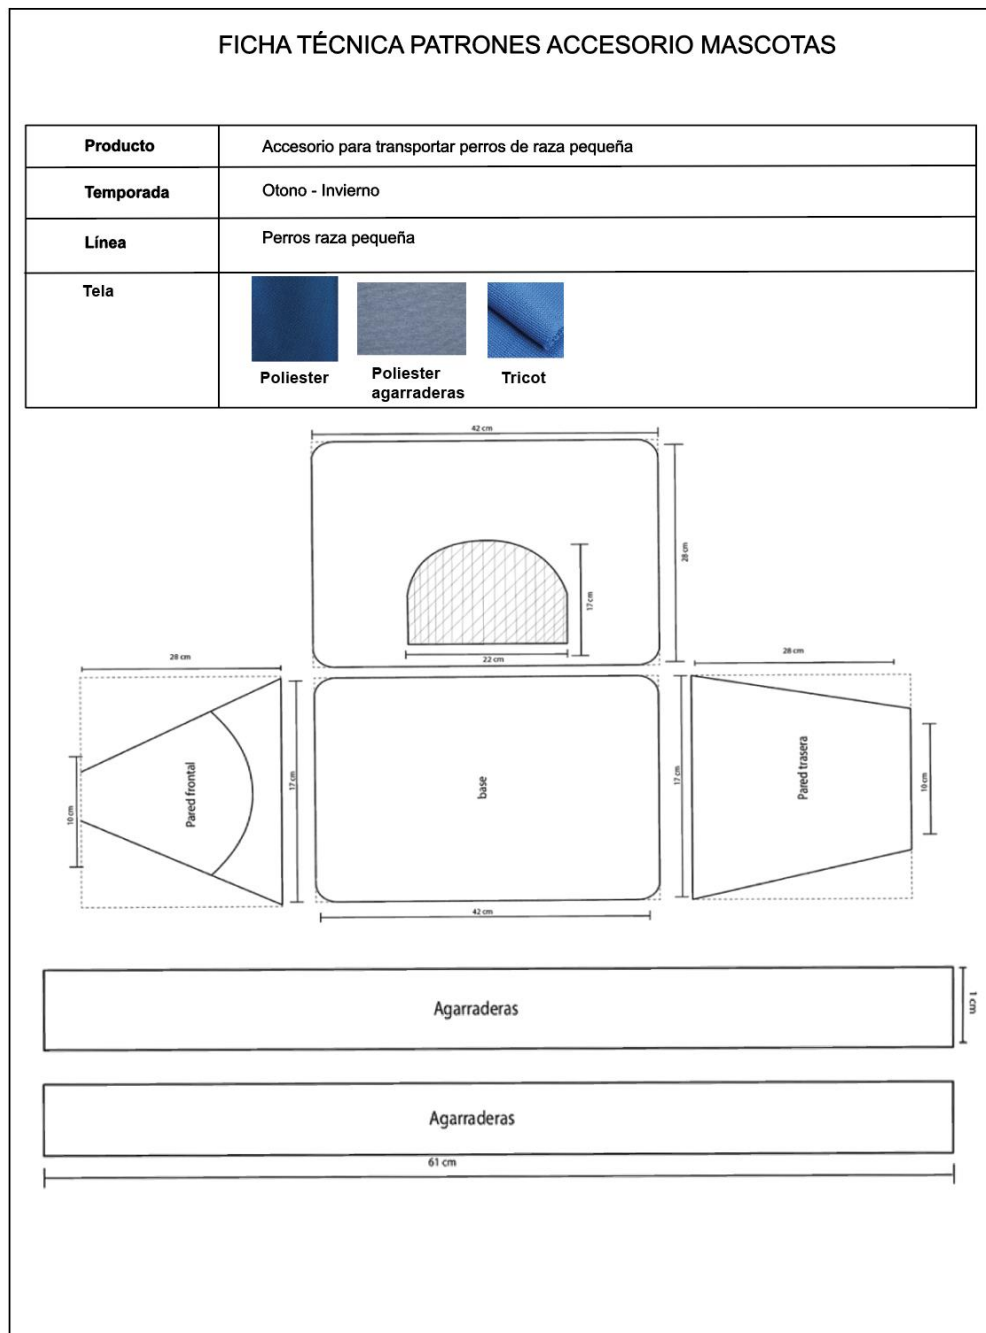 FICHA TÉCNICA PATRONES ACCESORIO MASCOTAS
Producto
Accesorio para transportar perros de raza pequeña
Temporada
Otono - Invierno
Línea
Perros raza pequeña
Tela
Poliester
Poliester
agarraderas
Tricot
42 cm
28 cm
17 cm
22 cm
28 cm
28 cm
10 cm
Pared frontal
17 cm
base
17 cm
Pared trasera
10 cm
42 cm
Agarraderas
1 cm
Agarraderas
61 cm